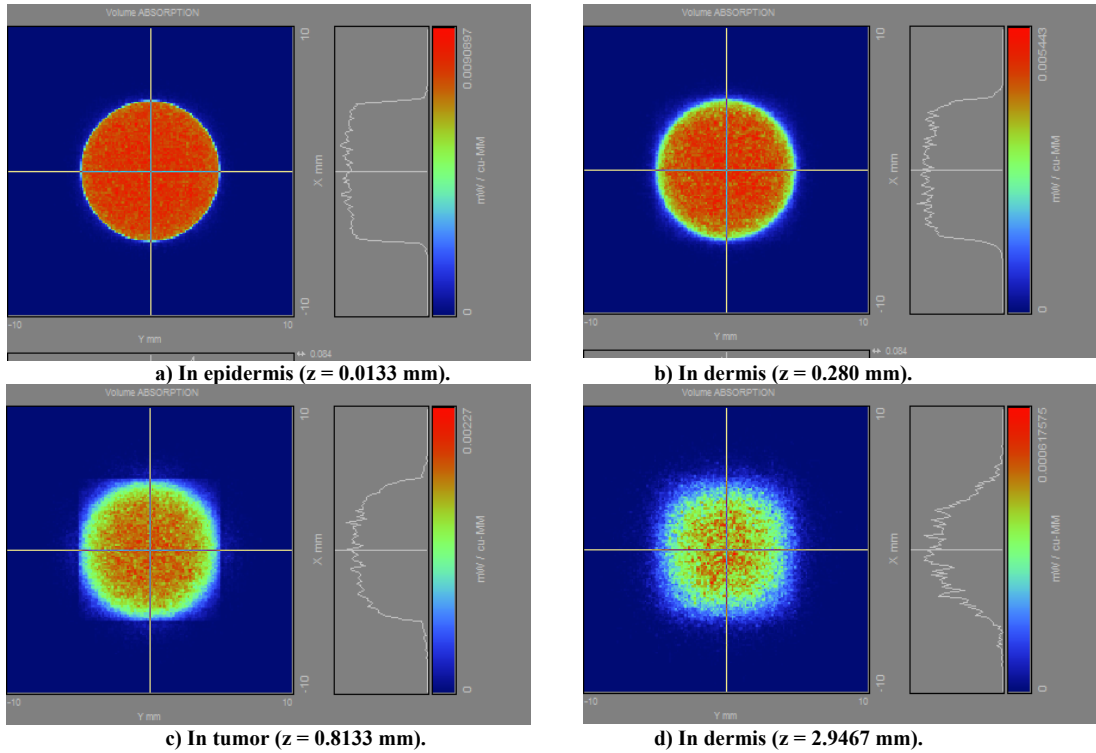 Volume ABSORPTION
10
0.0090897
X mm
mW / cu-MM
-10
0
-10
10
Y mm
0.084
a) In epidermis (z = 0.0133 mm).
Volume ABSORPTION
10
0.005443
X mm
mW / cu-MM
-10
0
-10
10
Y mm
0.084
b) In dermis (z = 0.280 mm).
Volume ABSORPTION
10
0.00227
X mm
mW / cu-MM
-10
0
-10
10
Y mm
c) In tumor (z = 0.8133 mm).
Volume ABSORPTION
10
0.000617575
X mm
mW / cu-MM
-10
0
-10
10
Y mm
d) In dermis (z = 2.9467 mm).